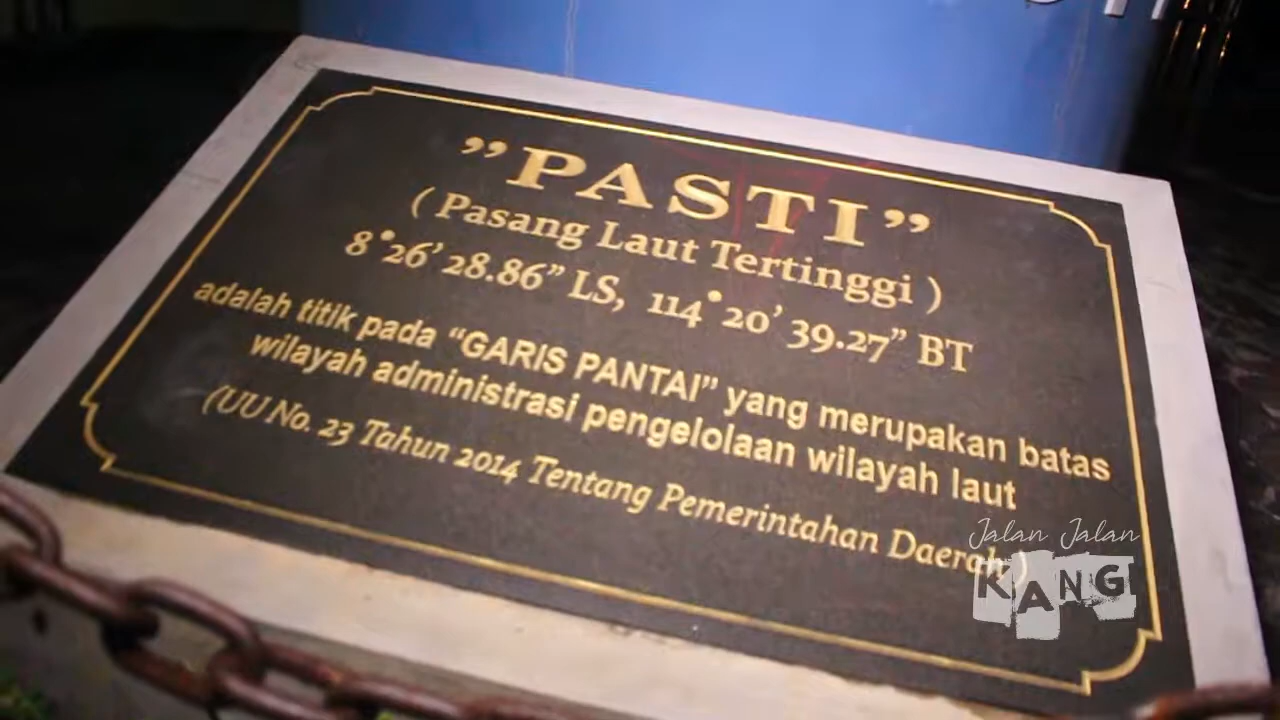 ”PASTI”
( Pasang Laut Tertinggi )
8°26’ 28.86” LS, 114°20’ 39.27” BT
adalah titik pada “GARIS PANTAI” yang merupakan batas
wilayah administrasi pengelolaan wilayah laut
(UU No. 23 Tahun 2014 Tentang Pemerintahan Daerah)
Jalan Jalan
KANG